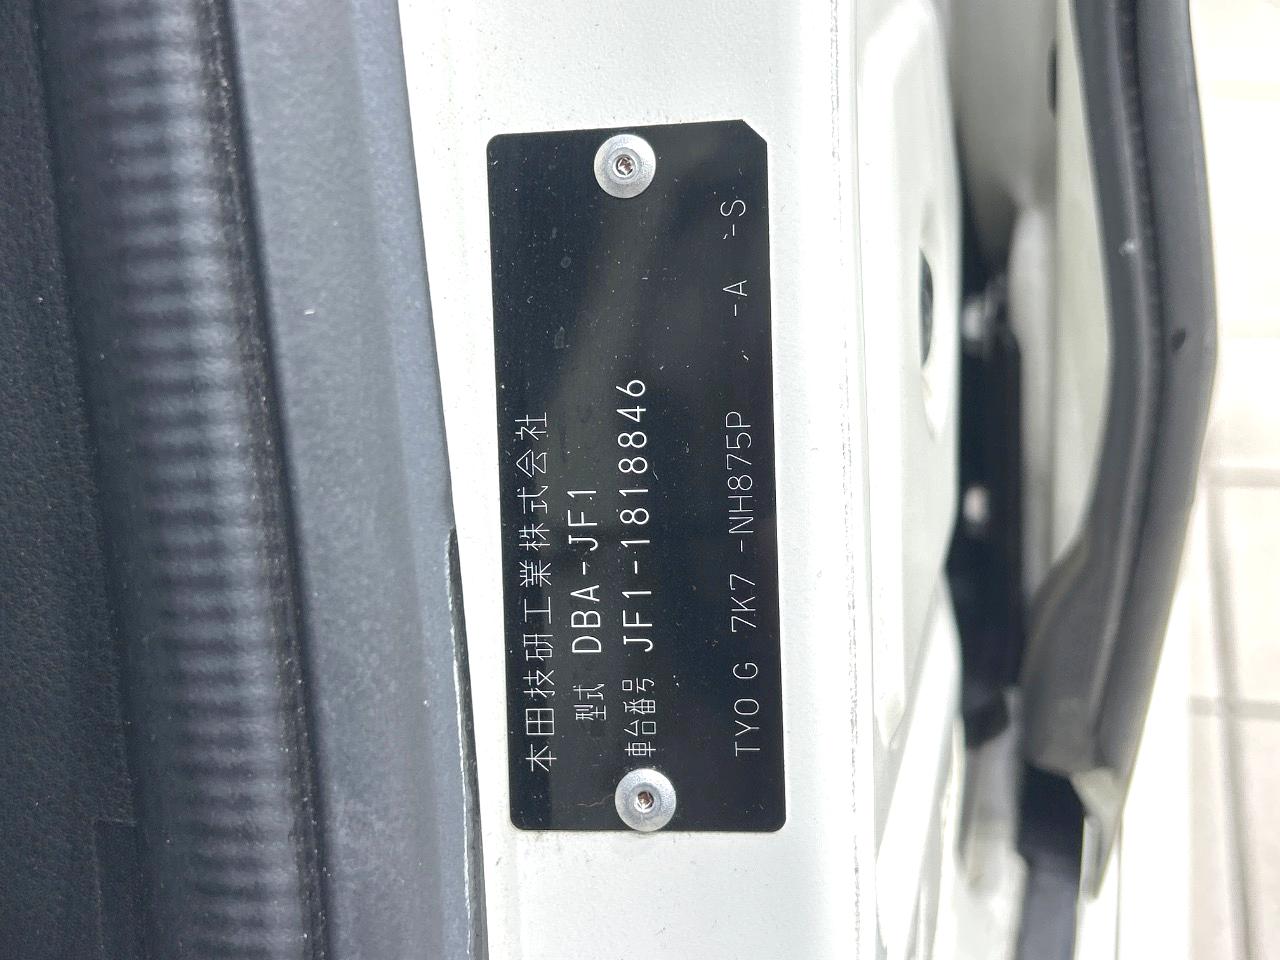 本田技研工業株式会社
型式 DBA-JF1
車台番号 JF1-1818846
TYO G 7K7 -NH875P -A -S